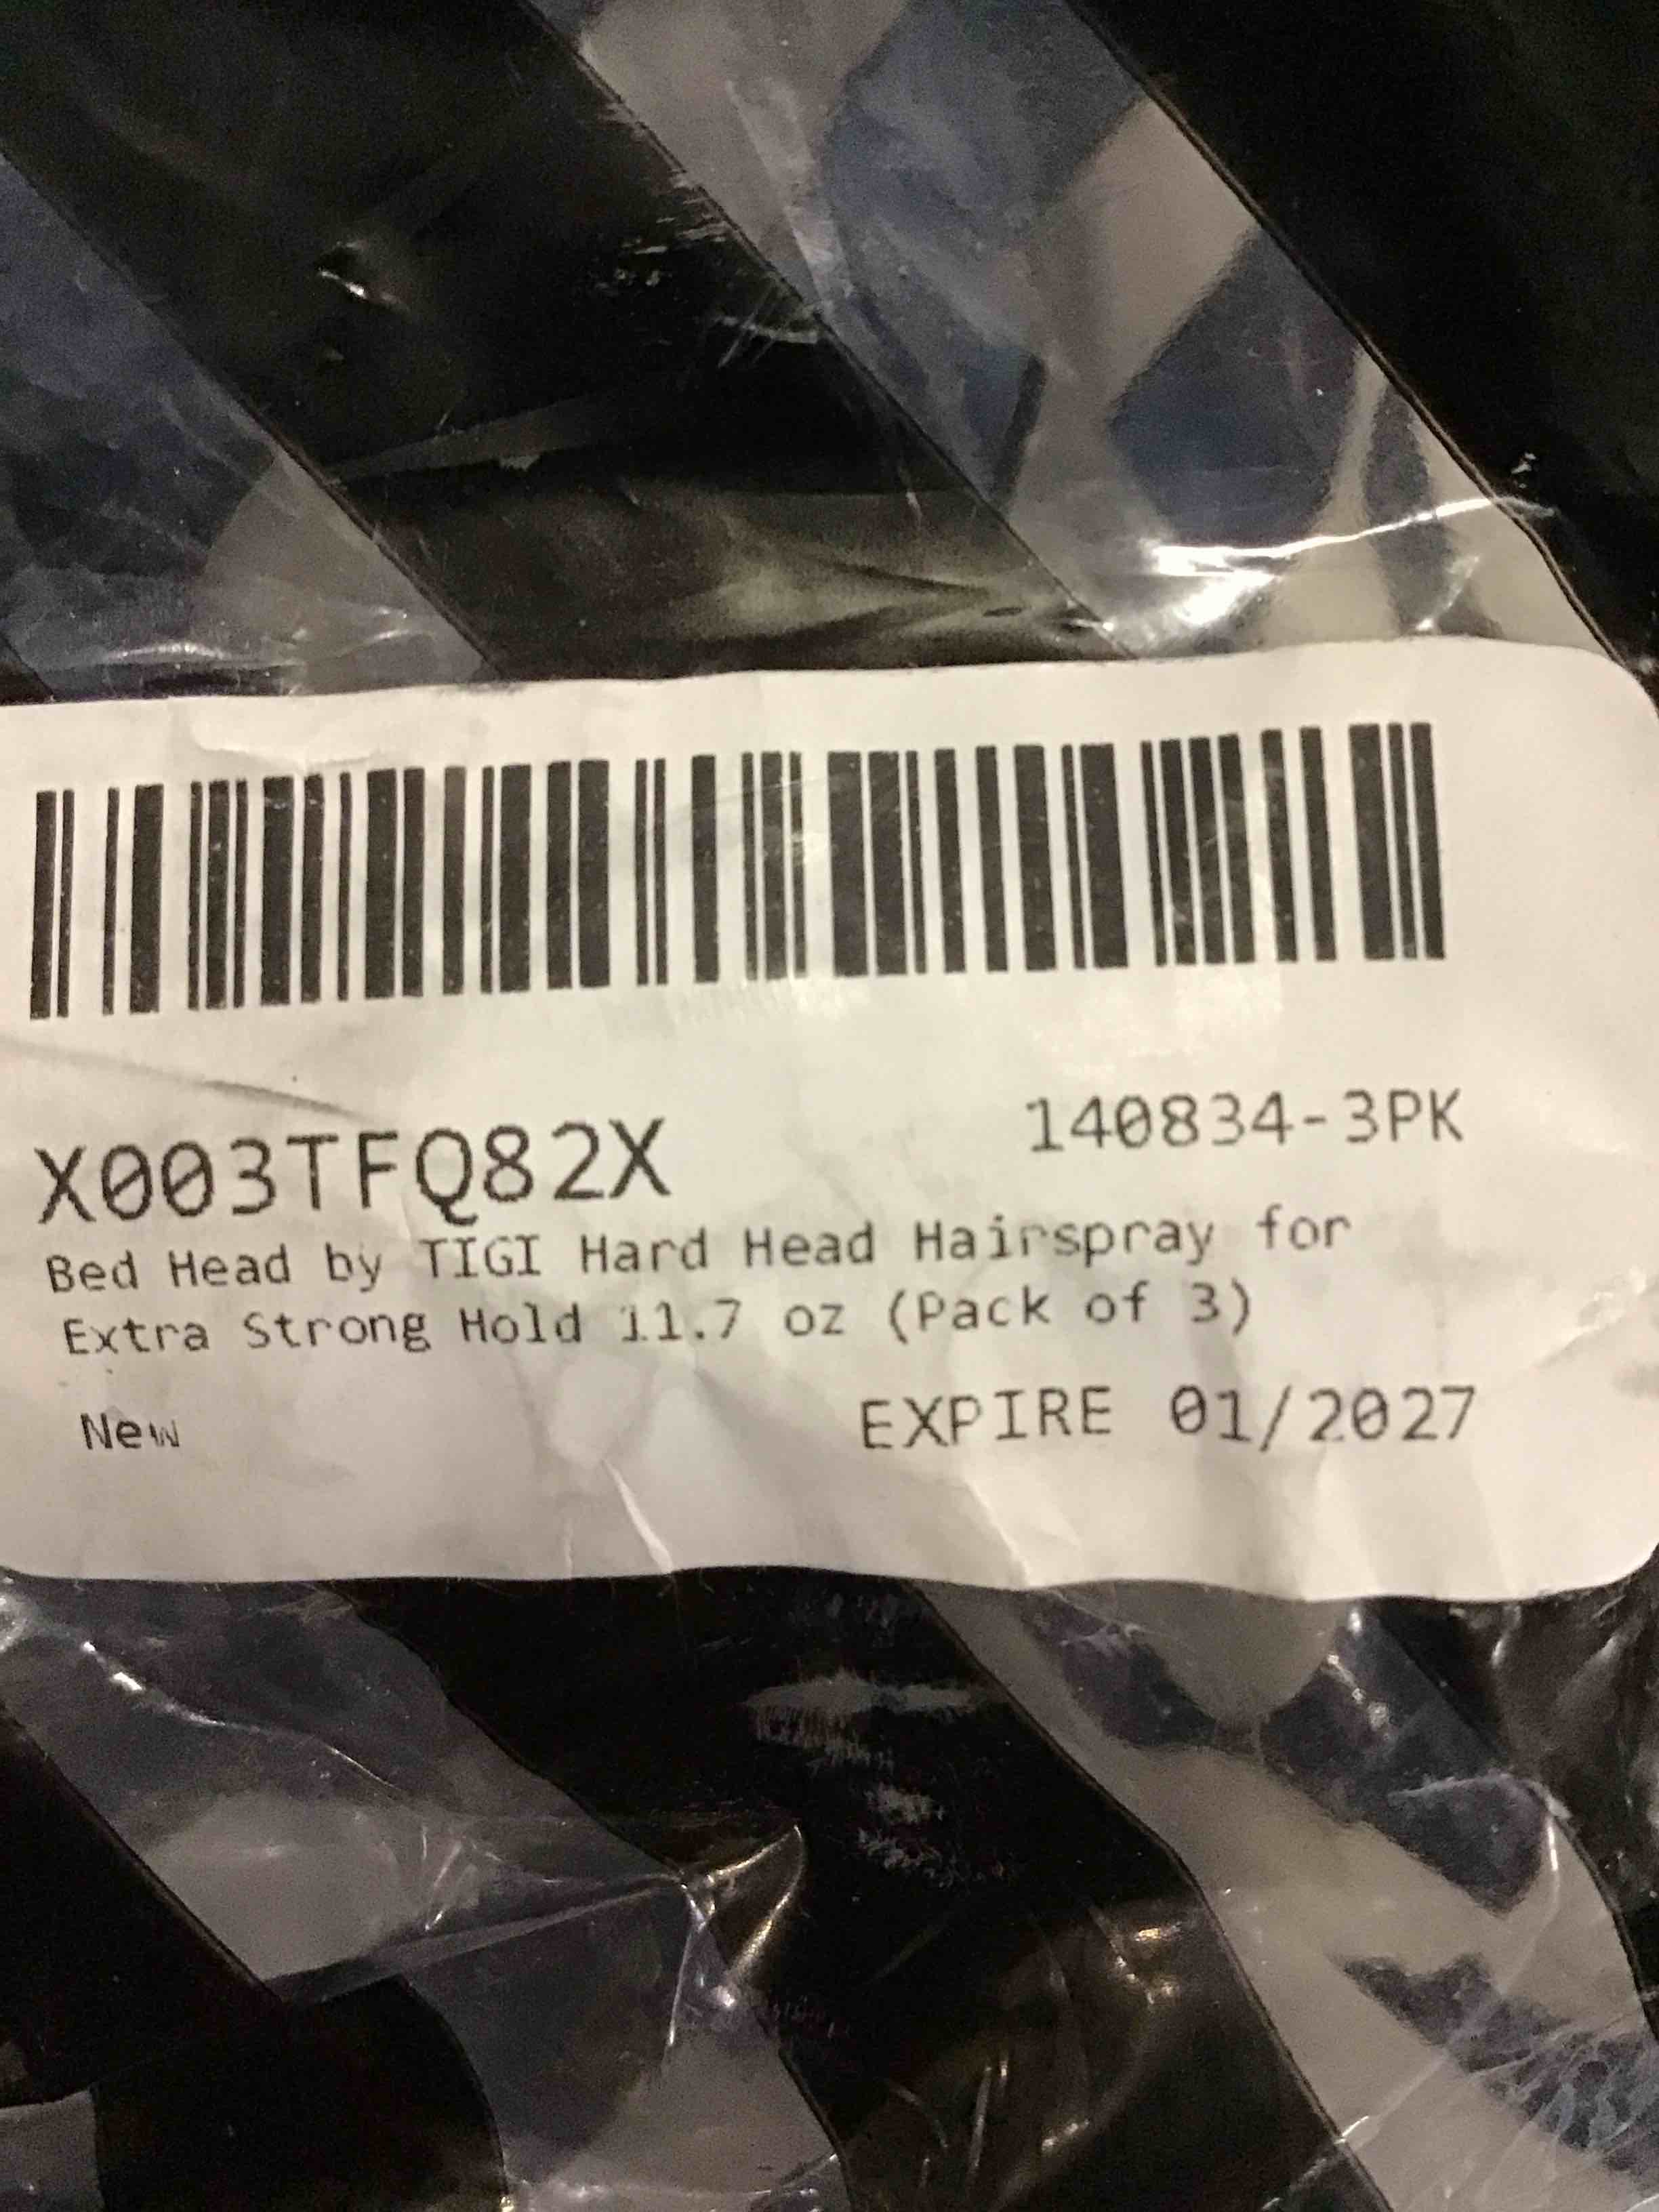 X003TFQ82X 140834-3PK
Bed Head by TIGI Hard Head Hairspray for
Extra Strong Hold 11.7 oz (Pack of 3)
New EXPIRE 01/2027